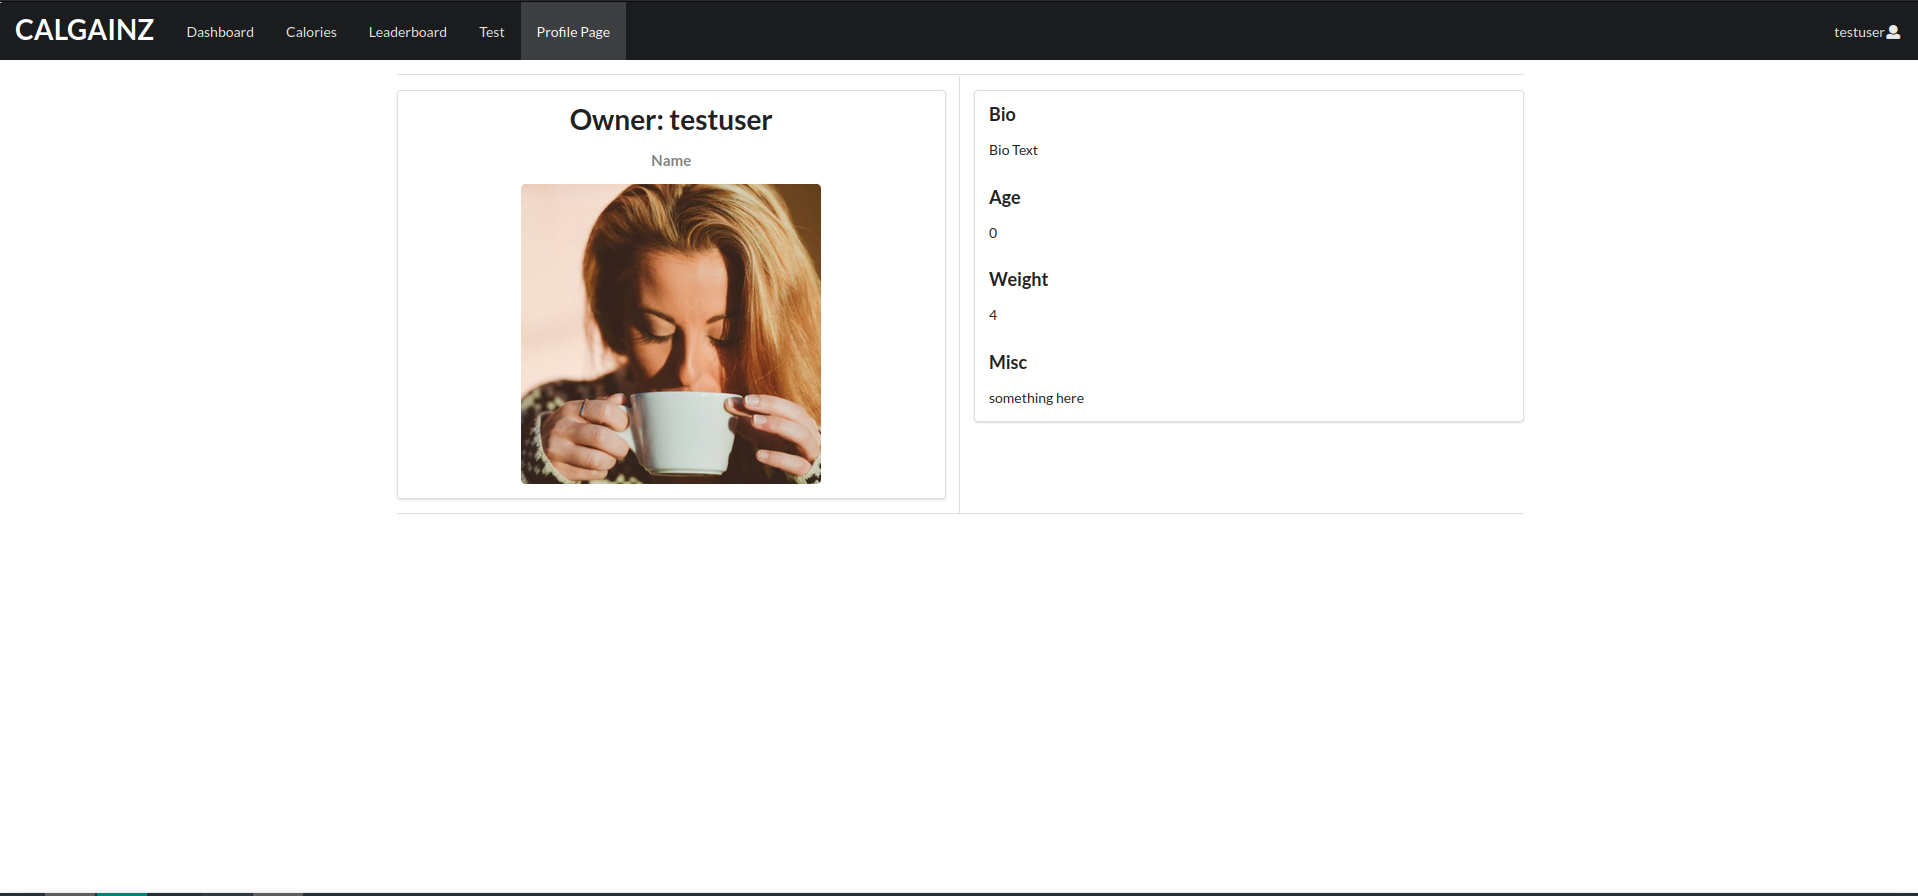 CALGAINZ Dashboard Calories Leaderboard Test Profile Page testuser
Owner: testuser
Name
Bio
Bio Text
Age
0
Weight
4
Misc
something here